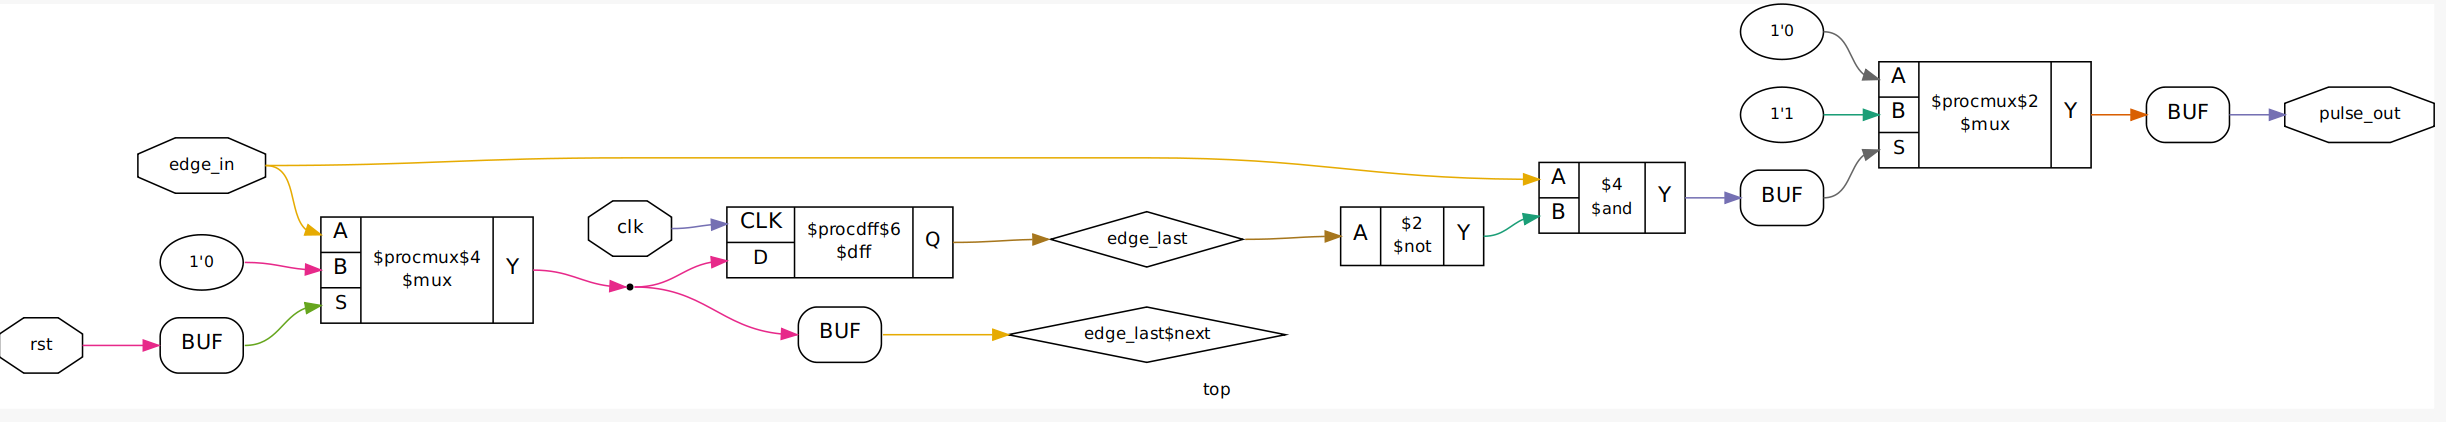 edge_in
1'0
rst
BUF
A
B
S
$procmux$4
$mux
Y
clk
CLK
D
$procdff$6
$dff
Q
BUF
edge_last
edge_last$next
A
$2
$not
Y
A
B
$4
$and
Y
1'0
1'1
BUF
A
B
S
$procmux$2
$mux
Y
BUF
pulse_out
top